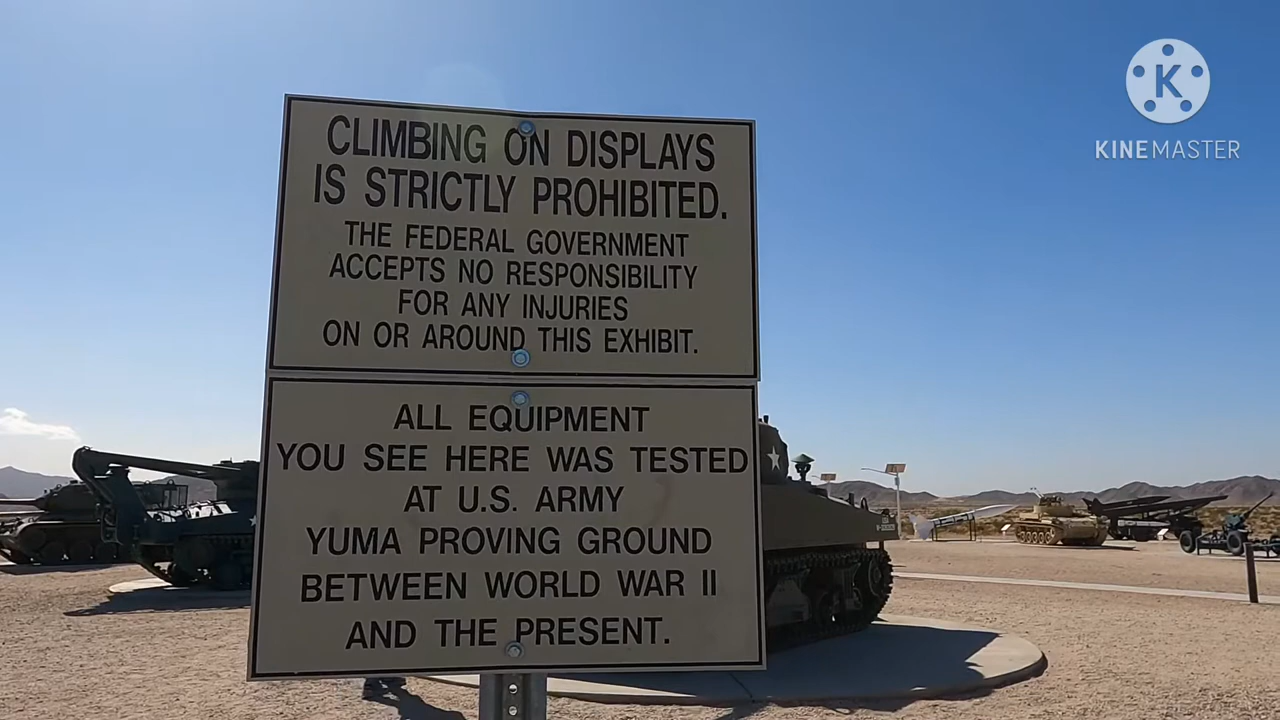 CLIMBING ON DISPLAYS
IS STRICTLY PROHIBITED.
THE FEDERAL GOVERNMENT
ACCEPTS NO RESPONSIBILITY
FOR ANY INJURIES
ON OR AROUND THIS EXHIBIT.
ALL EQUIPMENT
YOU SEE HERE WAS TESTED
AT U.S. ARMY
YUMA PROVING GROUND
BETWEEN WORLD WAR II
AND THE PRESENT.
K
KINEMASTER